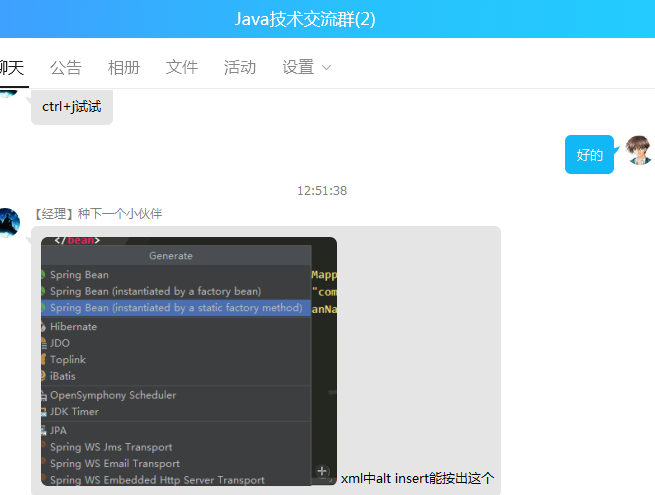 Java技术交流群(2)
聊天 公告 相册 文件 活动 设置
ctrl+j试试
好的
12:51:38
【经理】种下一个小伙伴
</bean>
Generate
Spring Bean
Spring Bean (instantiated by a factory bean)
Spring Bean (instantiated by a static factory method)
Hibernate
JDO
Toplink
iBatis
OpenSymphony Scheduler
JDK Timer
JPA
Spring WS Jms Transport
Spring WS Email Transport
Spring WS Embedded Http Server Transport
Mapp
"com
anNa
xml中alt insert能按出这个